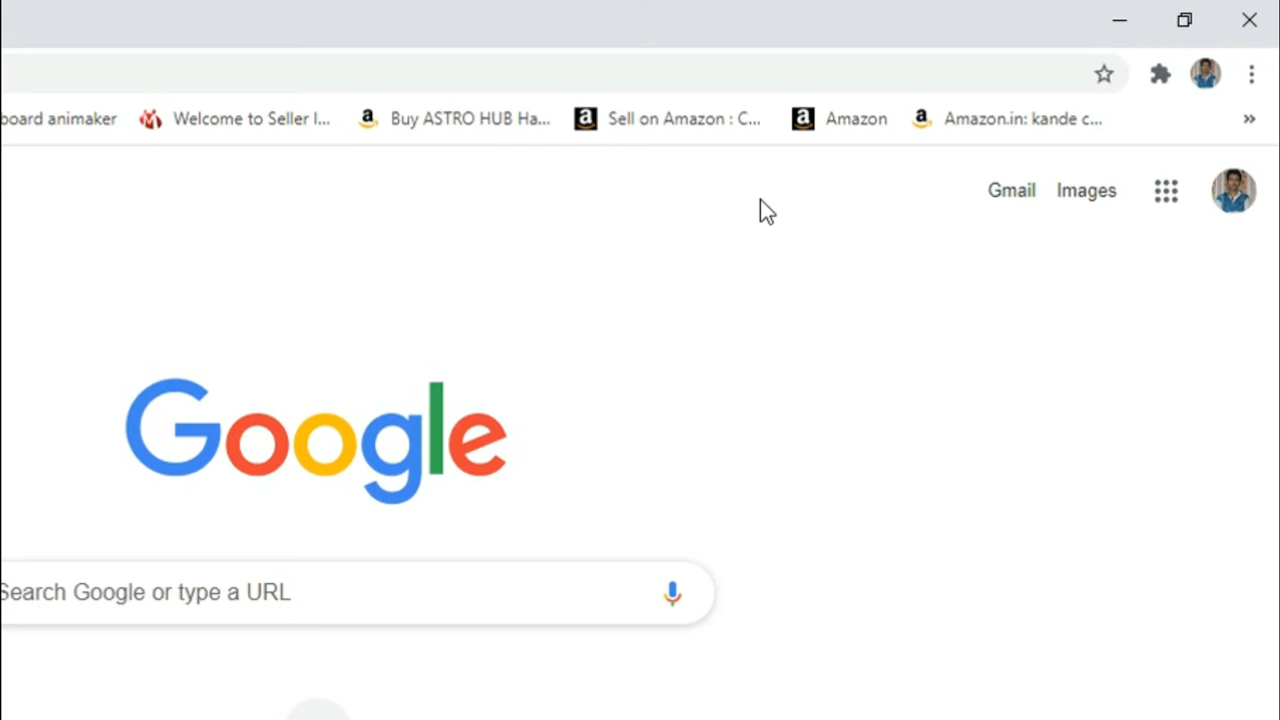 board animaker Welcome to Seller I... Buy ASTRO HUB Ha... Sell on Amazon : C... Amazon Amazon.in: kande c... »
Gmail Images
Google
Search Google or type a URL